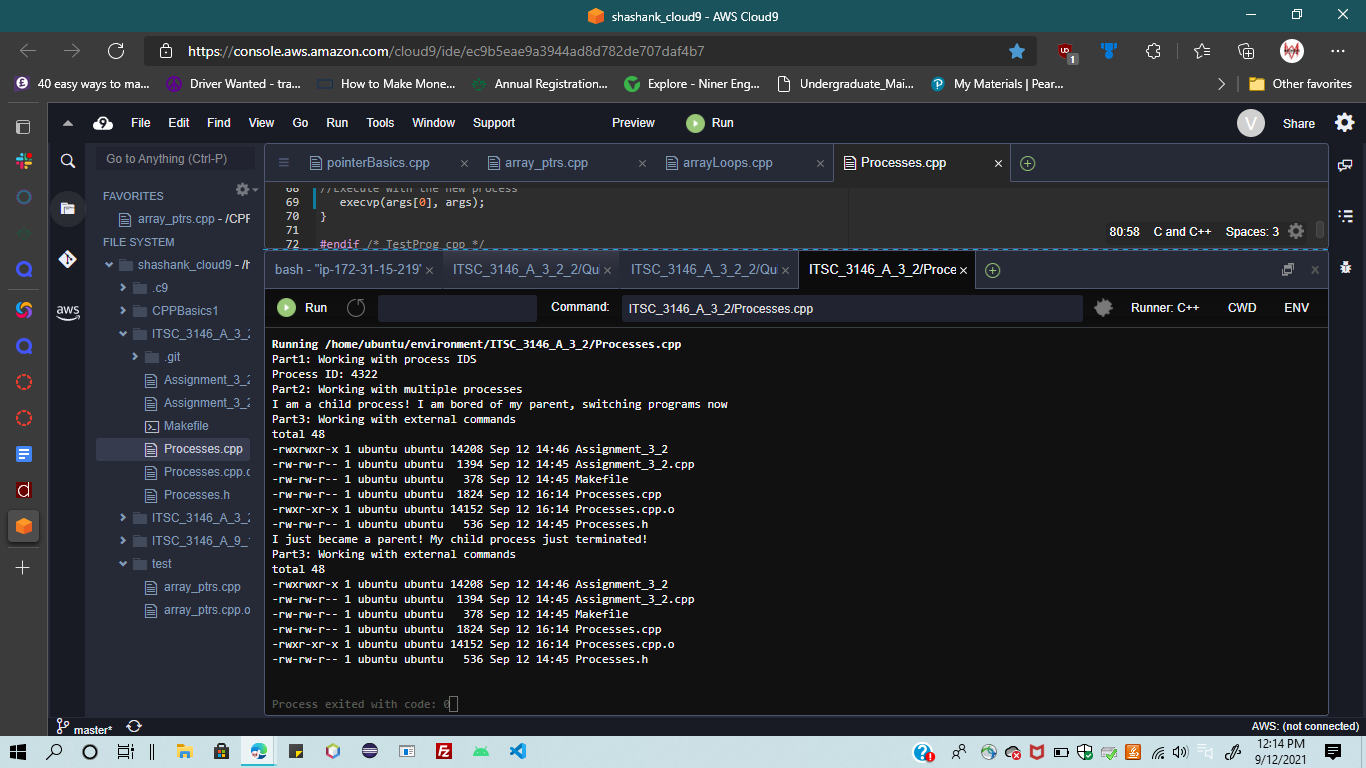 shashank_cloud9 - AWS Cloud9
https://console.aws.amazon.com/cloud9/ide/ec9b5eae9a3944ad8d782de707daf4b7
1
40 easy ways to ma...
Driver Wanted - tra...
How to Make Mone...
Annual Registration...
Explore - Niner Eng...
Undergraduate_Mai...
My Materials | Pear...
Other favorites
9 File Edit Find View Go Run Tools Window Support
Preview Run
V Share
Go to Anything (Ctrl-P)
pointerBasics.cpp
array_ptrs.cpp
arrayLoops.cpp
Processes.cpp
FAVORITES
array_ptrs.cpp - /CPP
FILE SYSTEM
shashank_cloud9 - /h
.c9
CPPBasics1
ITSC_3146_A_3_2
.git
Assignment_3_2
Assignment_3_2
Makefile
Processes.cpp
Processes.cpp.o
Processes.h
ITSC_3146_A_3_2
ITSC_3146_A_9_
test
array_ptrs.cpp
array_ptrs.cpp.o
aws
68 //Execute with the new process
69 execvp(args[0], args);
70 }
71
72 #endif /* TestProg cpp */
80:58 C and C++ Spaces: 3
bash - "ip-172-31-15-219"
ITSC_3146_A_3_2_2/Qu
ITSC_3146_A_3_2_2/Qu
ITSC_3146_A_3_2/Proce
Run
Command: ITSC_3146_A_3_2/Processes.cpp
Runner: C++ CWD ENV
Running /home/ubuntu/environment/ITSC_3146_A_3_2/Processes.cpp
Part1: Working with process IDS
Process ID: 4322
Part2: Working with multiple processes
I am a child process! I am bored of my parent, switching programs now
Part3: Working with external commands
total 48
-rwxrwxr-x 1 ubuntu ubuntu 14208 Sep 12 14:46 Assignment_3_2
-rw-rw-r-- 1 ubuntu ubuntu 1394 Sep 12 14:45 Assignment_3_2.cpp
-rw-rw-r-- 1 ubuntu ubuntu 378 Sep 12 14:45 Makefile
-rw-rw-r-- 1 ubuntu ubuntu 1824 Sep 12 16:14 Processes.cpp
-rwxr-xr-x 1 ubuntu ubuntu 14152 Sep 12 16:14 Processes.cpp.o
-rw-rw-r-- 1 ubuntu ubuntu 536 Sep 12 14:45 Processes.h
I just became a parent! My child process just terminated!
Part3: Working with external commands
total 48
-rwxrwxr-x 1 ubuntu ubuntu 14208 Sep 12 14:46 Assignment_3_2
-rw-rw-r-- 1 ubuntu ubuntu 1394 Sep 12 14:45 Assignment_3_2.cpp
-rw-rw-r-- 1 ubuntu ubuntu 378 Sep 12 14:45 Makefile
-rw-rw-r-- 1 ubuntu ubuntu 1824 Sep 12 16:14 Processes.cpp
-rwxr-xr-x 1 ubuntu ubuntu 14152 Sep 12 16:14 Processes.cpp.o
-rw-rw-r-- 1 ubuntu ubuntu 536 Sep 12 14:45 Processes.h
Process exited with code: 0
master*
AWS: (not connected)
12:14 PM
9/12/2021